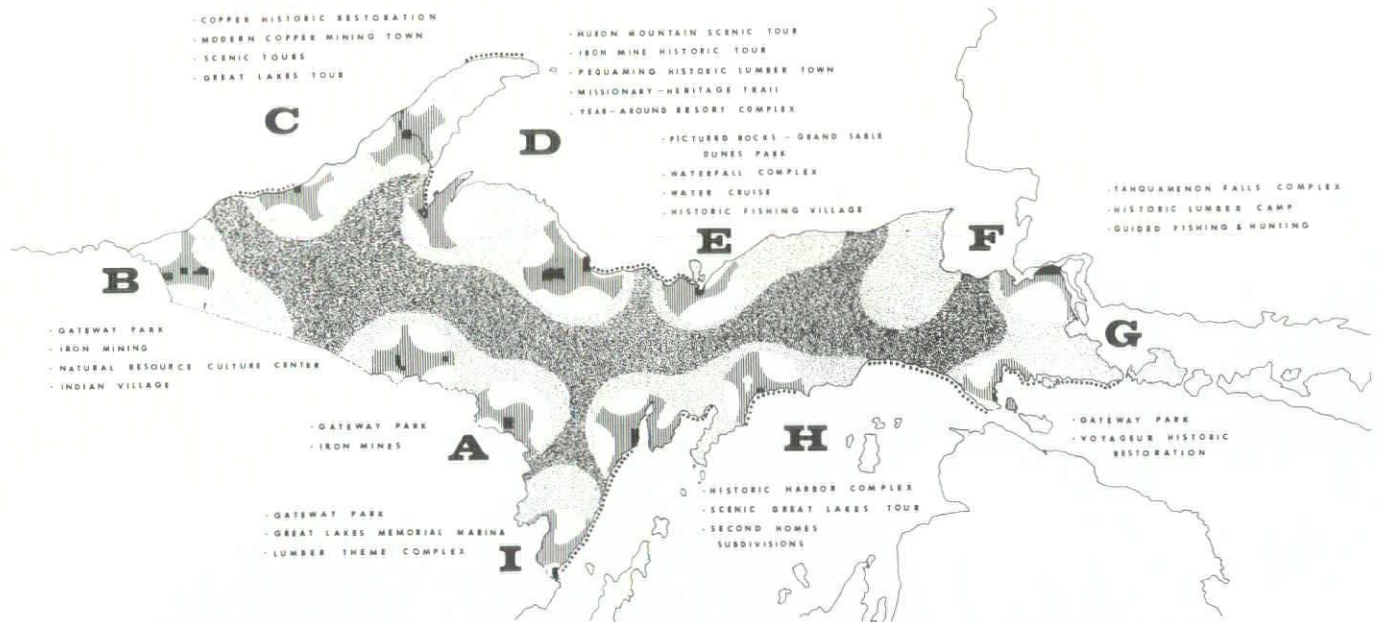 · COPPER HISTORIC RESTORATION
· MODERN COPPER MINING TOWN
· SCENIC TOURS
· GREAT LAKES TOUR
C
· HURON MOUNTAIN SCENIC TOUR
· IRON MINE HISTORIC TOUR
· PEQUAMING HISTORIC LUMBER TOWN
· MISSIONARY-HERITAGE TRAIL
· YEAR-AROUND RESORY COMPLEX
D
· PICTURED ROCKS - GRAND SABLE
DUNES PARK
· WATERFALL COMPLEX
· WATER CRUISE
· HISTORIC FISHING VILLAGE
E
· TAHQUAMENON FALLS COMPLEX
· HISTORIC LUMBER CAMP
· GUIDED FISHING & HUNTING
F
B
· GATEWAY PARK
· IRON MINING
· NATURAL RESOURCE CULTURE CENTER
· INDIAN VILLAGE
G
· GATEWAY PARK
· VOYAGEUR HISTORIC
RESTORATION
· GATEWAY PARK
· IRON MINES
A
H
· HISTORIC HARBOR COMPLEX
· SCENIC GREAT LAKES TOUR
· SECOND HOMES
SUBDIVISIONS
· GATEWAY PARK
· GREAT LAKES MEMORIAL MARINA
· LUMBER THEME COMPLEX
I